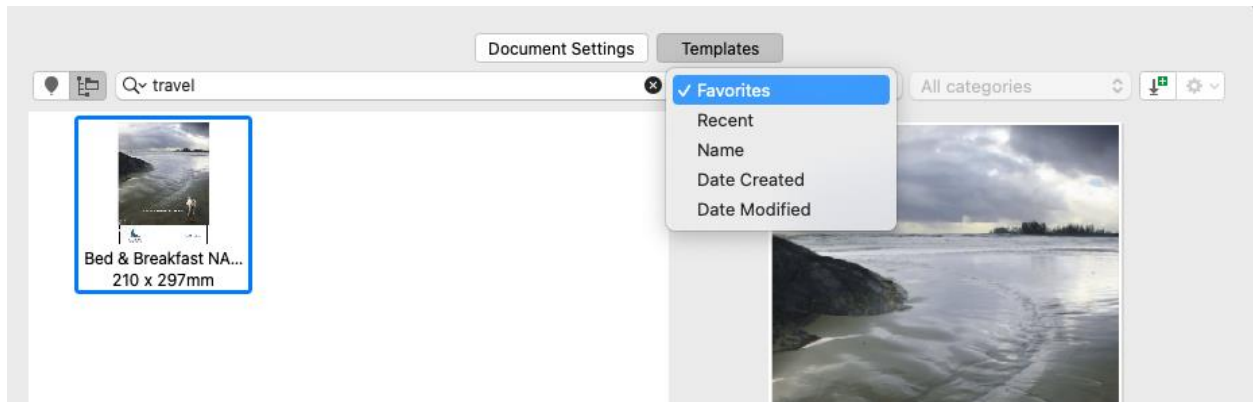 Document Settings
Templates
travel
Favorites
All categories
Recent
Name
Date Created
Date Modified
Bed & Breakfast NA...
210 x 297mm